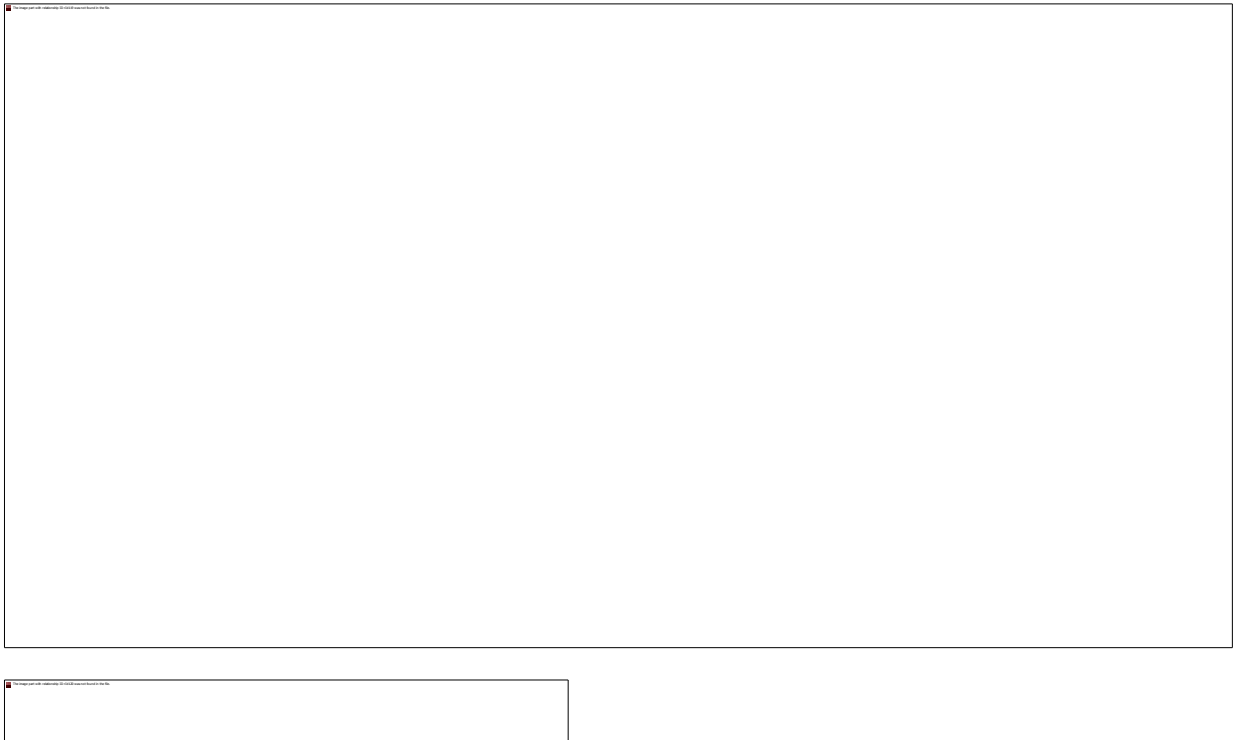 The image part with relationship ID was not found in the file.
The image part with relationship ID was not found in the file.